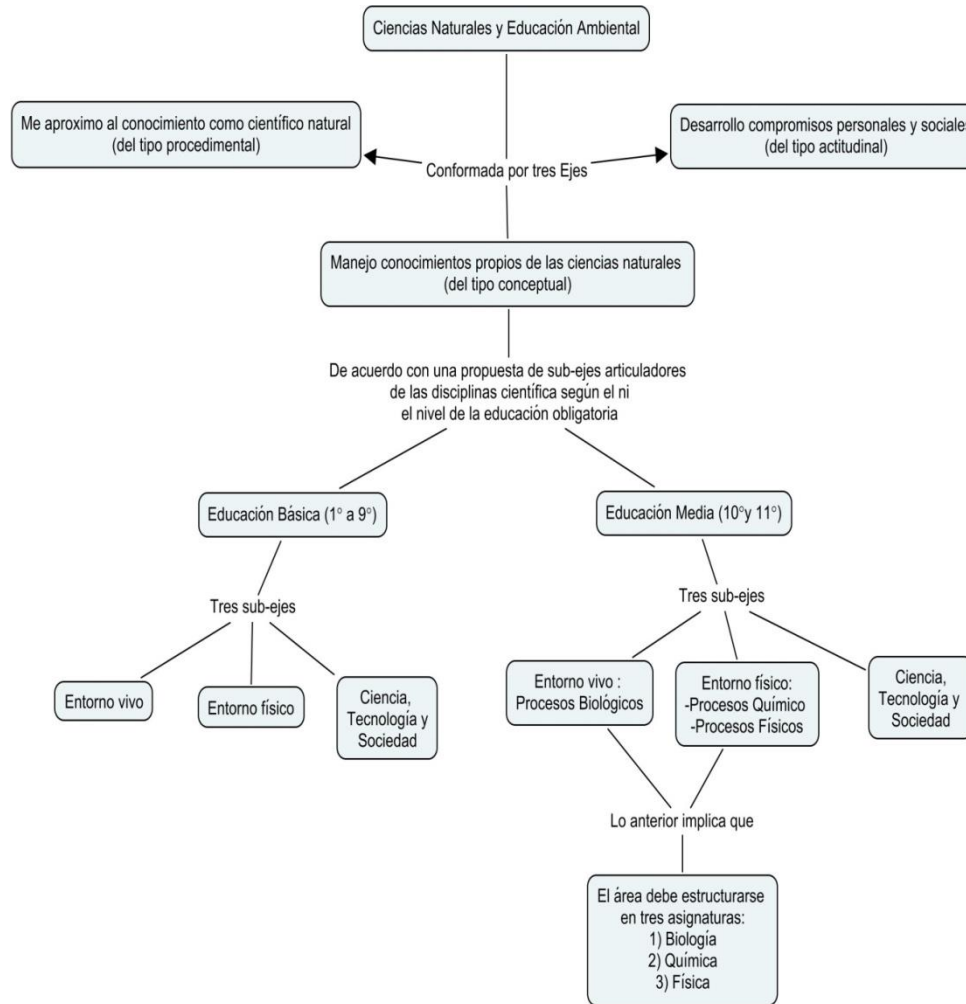 Ciencias Naturales y Educación Ambiental
Me aproximo al conocimiento como científico natural
(del tipo procedimental)
Desarrollo compromisos personales y sociales
(del tipo actitudinal)
Conformada por tres Ejes
Manejo conocimientos propios de las ciencias naturales
(del tipo conceptual)
De acuerdo con una propuesta de sub-ejes articuladores
de las disciplinas científica según el ni
el nivel de la educación obligatoria
Educación Básica (1° a 9°)
Educación Media (10°y 11°)
Tres sub-ejes
Tres sub-ejes
Entorno vivo
Entorno físico
Ciencia,
Tecnología y
Sociedad
Entorno vivo :
Procesos Biológicos
Entorno físico:
-Procesos Químico
-Procesos Físicos
Ciencia,
Tecnología y
Sociedad
Lo anterior implica que
El área debe estructurarse
en tres asignaturas:
1) Biología
2) Química
3) Física